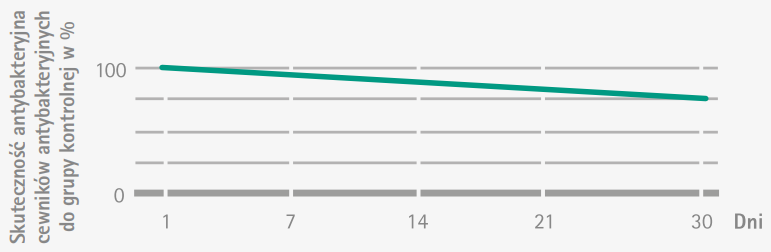 Skuteczność antybakteryjna
cewników antybakteryjnych
do grupy kontrolnej w %
100
0
1 7 14 21 30 Dni